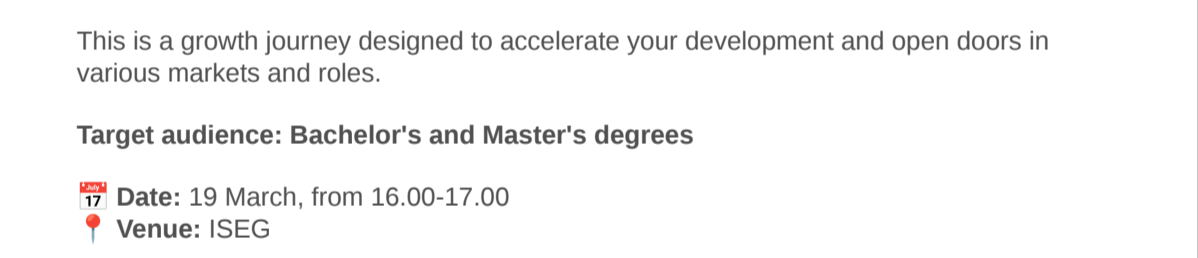 This is a growth journey designed to accelerate your development and open doors in
various markets and roles.
Target audience: Bachelor's and Master's degrees
📅 Date: 19 March, from 16.00-17.00
📍 Venue: ISEG